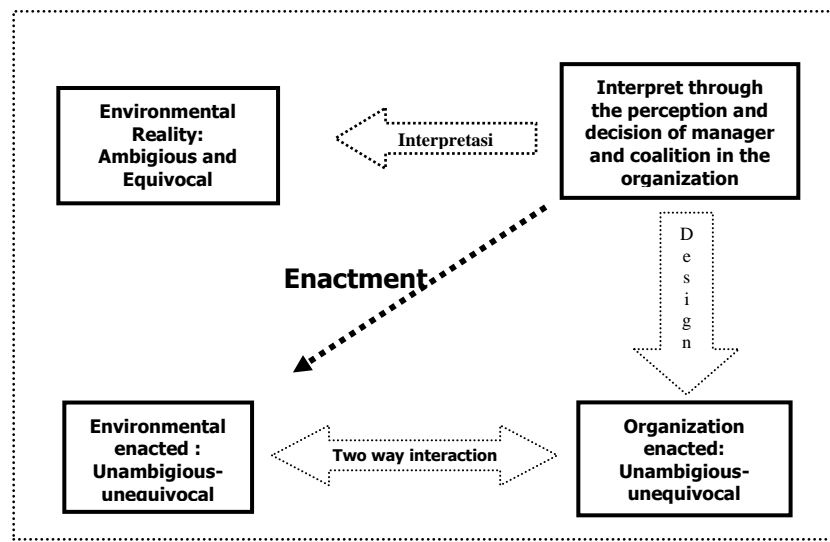 Environmental
Reality:
Ambigious and
Equivocal
Interpretasi
Interpret through
the perception and
decision of manager
and coalition in the
organization
Design
Enactment
Environmental
enacted :
Unambigious-
unequivocal
Two way interaction
Organization
enacted:
Unambigious-
unequivocal